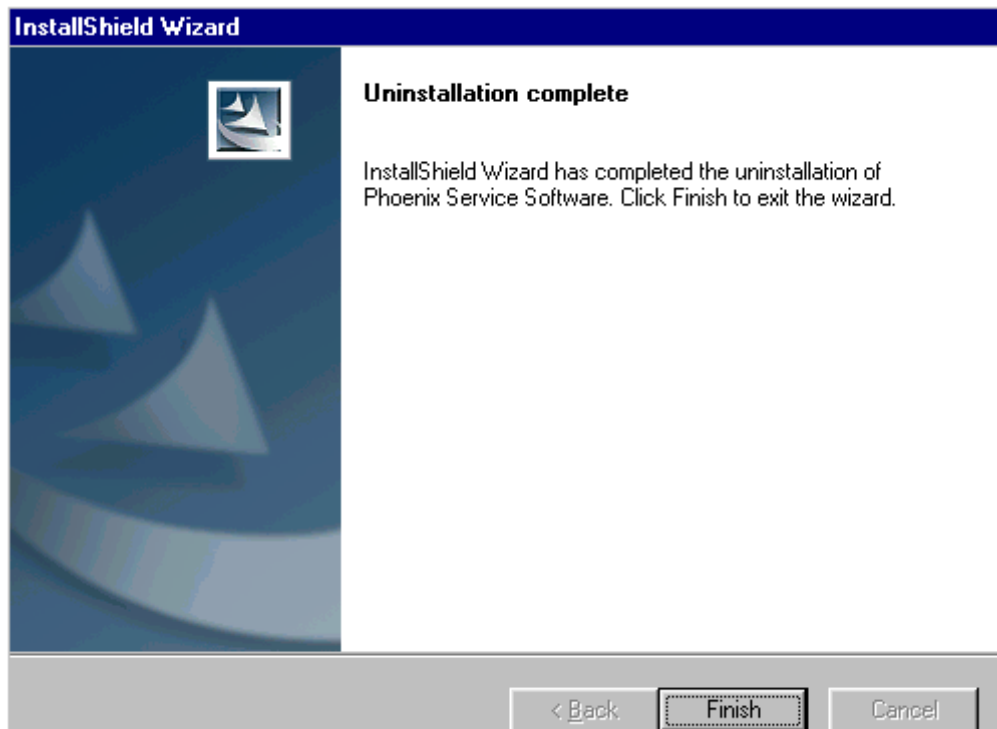 InstallShield Wizard
Uninstallation complete
InstallShield Wizard has completed the uninstallation of
Phoenix Service Software. Click Finish to exit the wizard.
< Back
Finish
Cancel